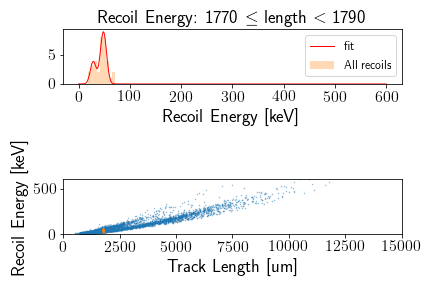 Recoil Energy: 1770 ≤ length < 1790
5
0
fit
All recoils
0 100 200 300 400 500 600
Recoil Energy [keV]
Recoil Energy [keV]
500
0
0 2500 5000 7500 10000 12500 15000
Track Length [um]